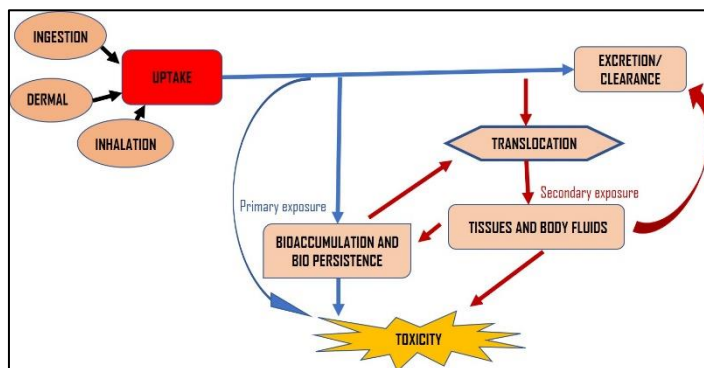 INGESTION
UPTAKE
EXCRETION/
CLEARANCE
DERMAL
INHALATION
TRANSLOCATION
Primary exposure
Secondary exposure
BIOACCUMULATION AND
BIO PERSISTENCE
TISSUES AND BODY FLUIDS
TOXICITY